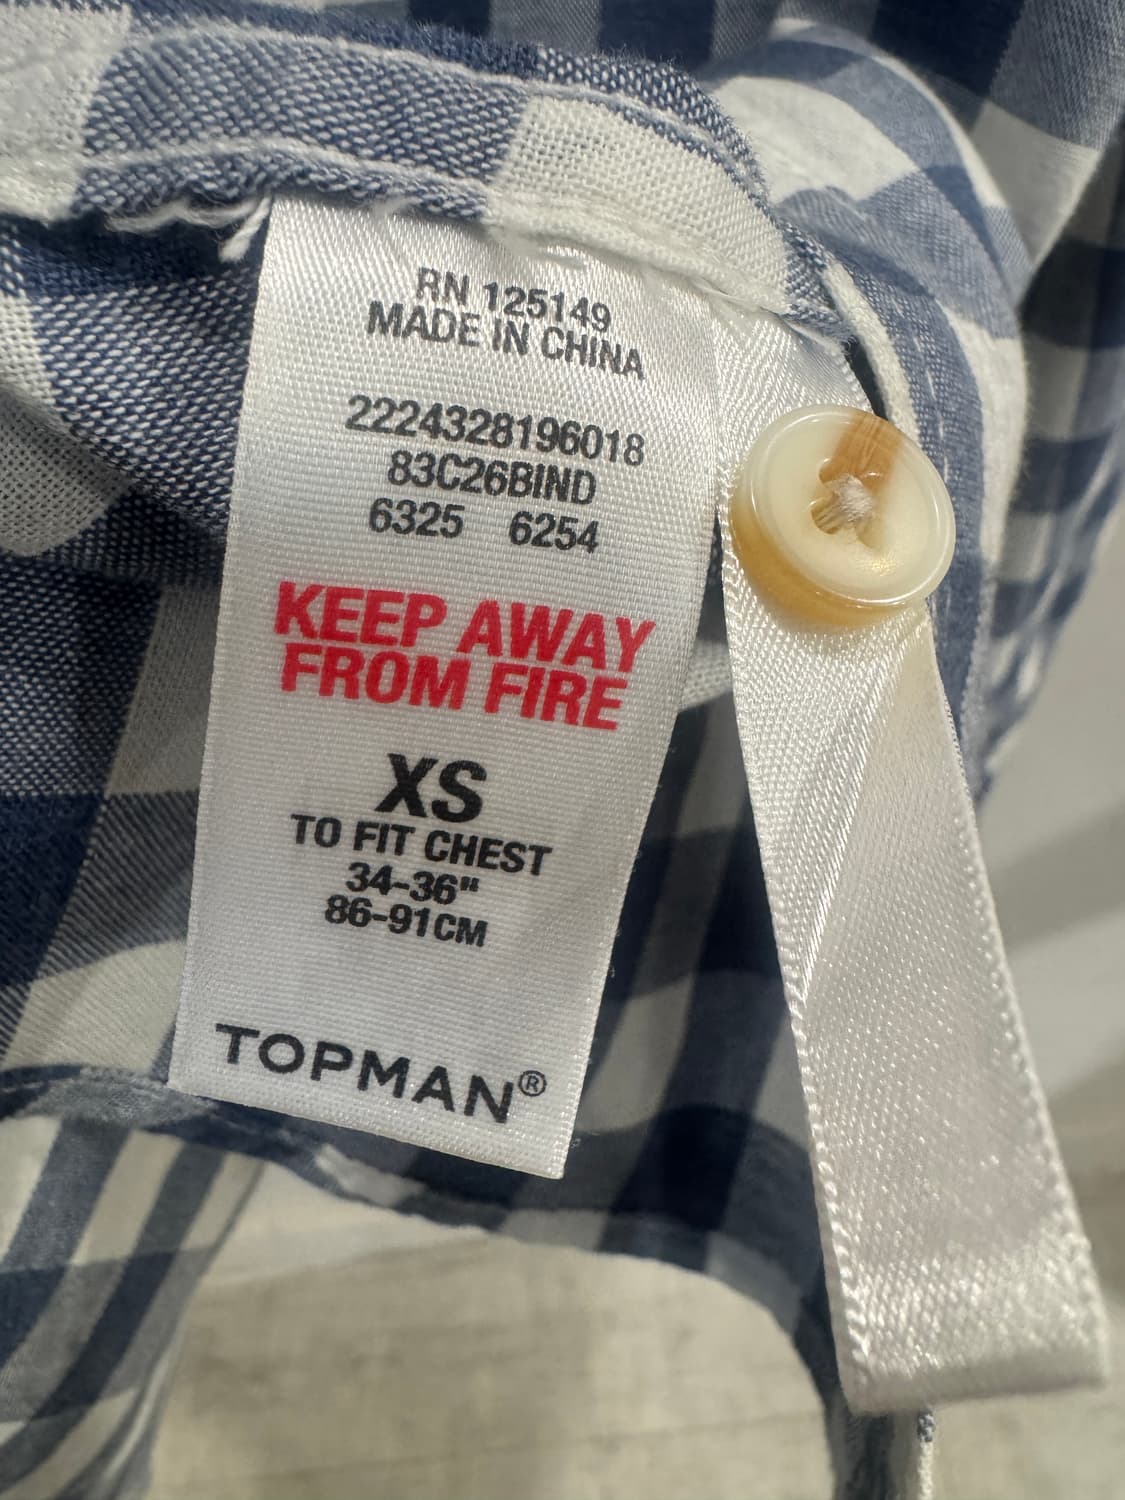 RN 125149
MADE IN CHINA
2224328196018
83C26BIND
6325 6254
KEEP AWAY
FROM FIRE
XS
TO FIT CHEST
34-36"
86-91CM
TOPMAN®